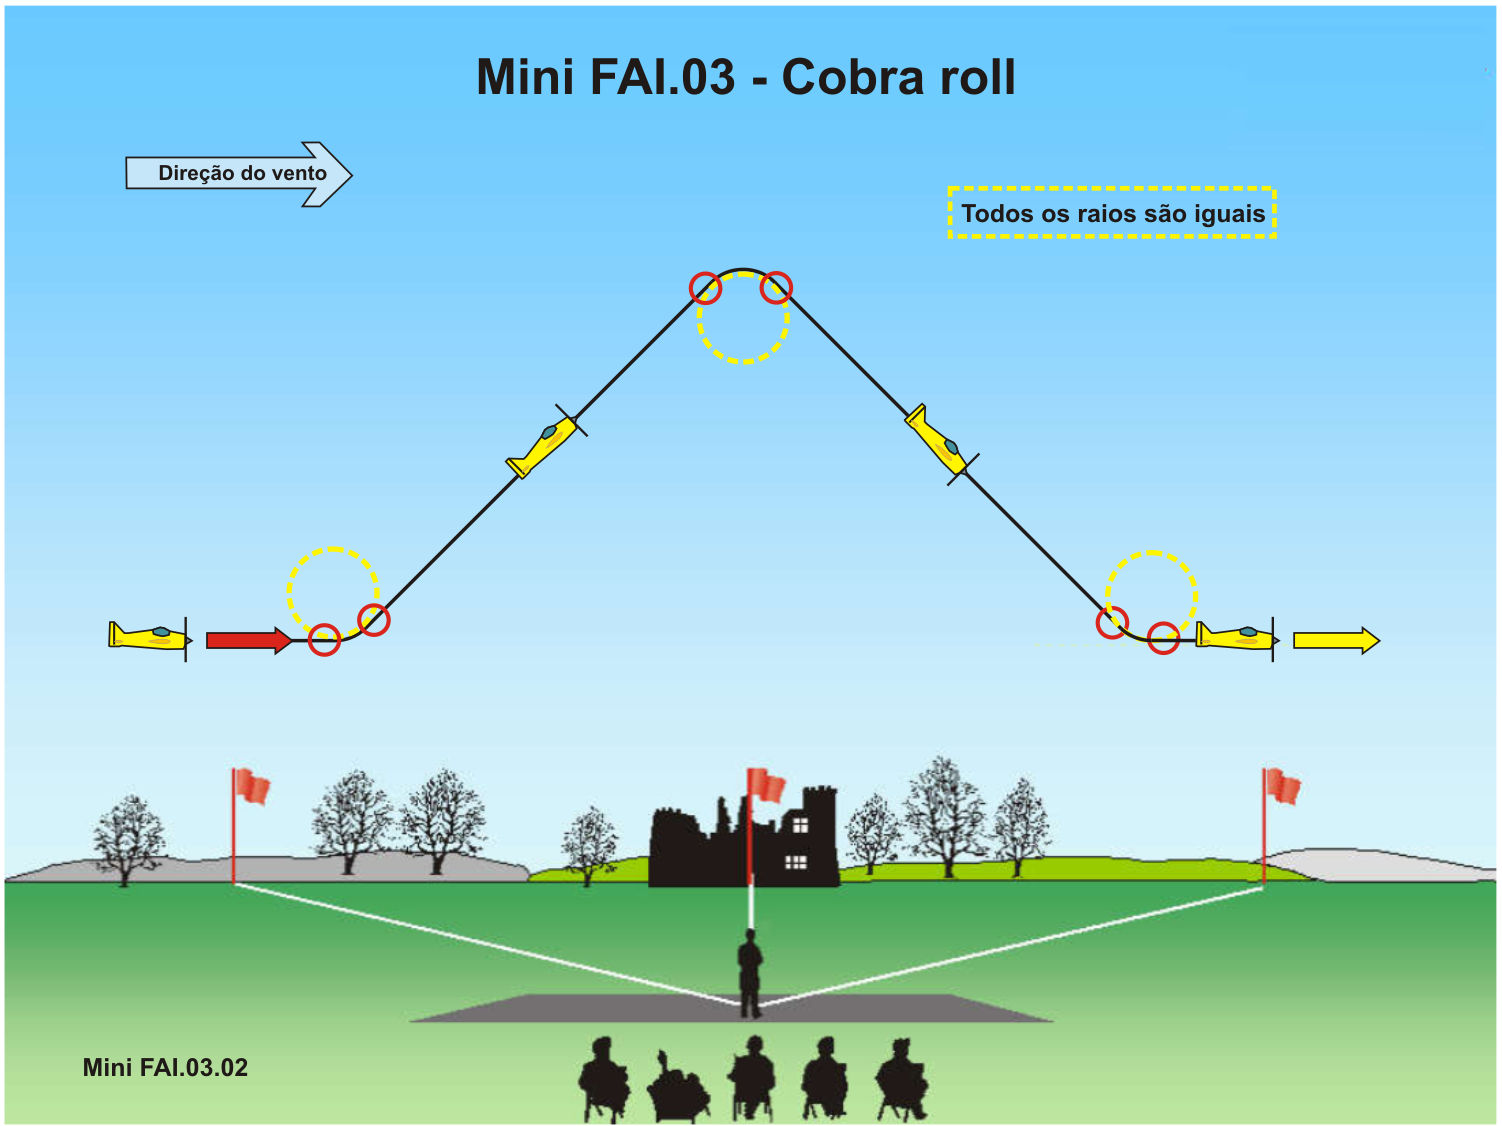 Mini FAI.03 - Cobra roll
Direção do vento
Todos os raios são iguais
Mini FAI.03.02